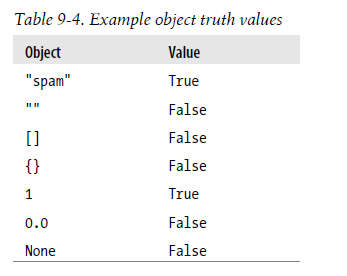 Table 9-4. Example object truth values
Object Value
"spam" True
"" False
[] False
{} False
1 True
0.0 False
None False